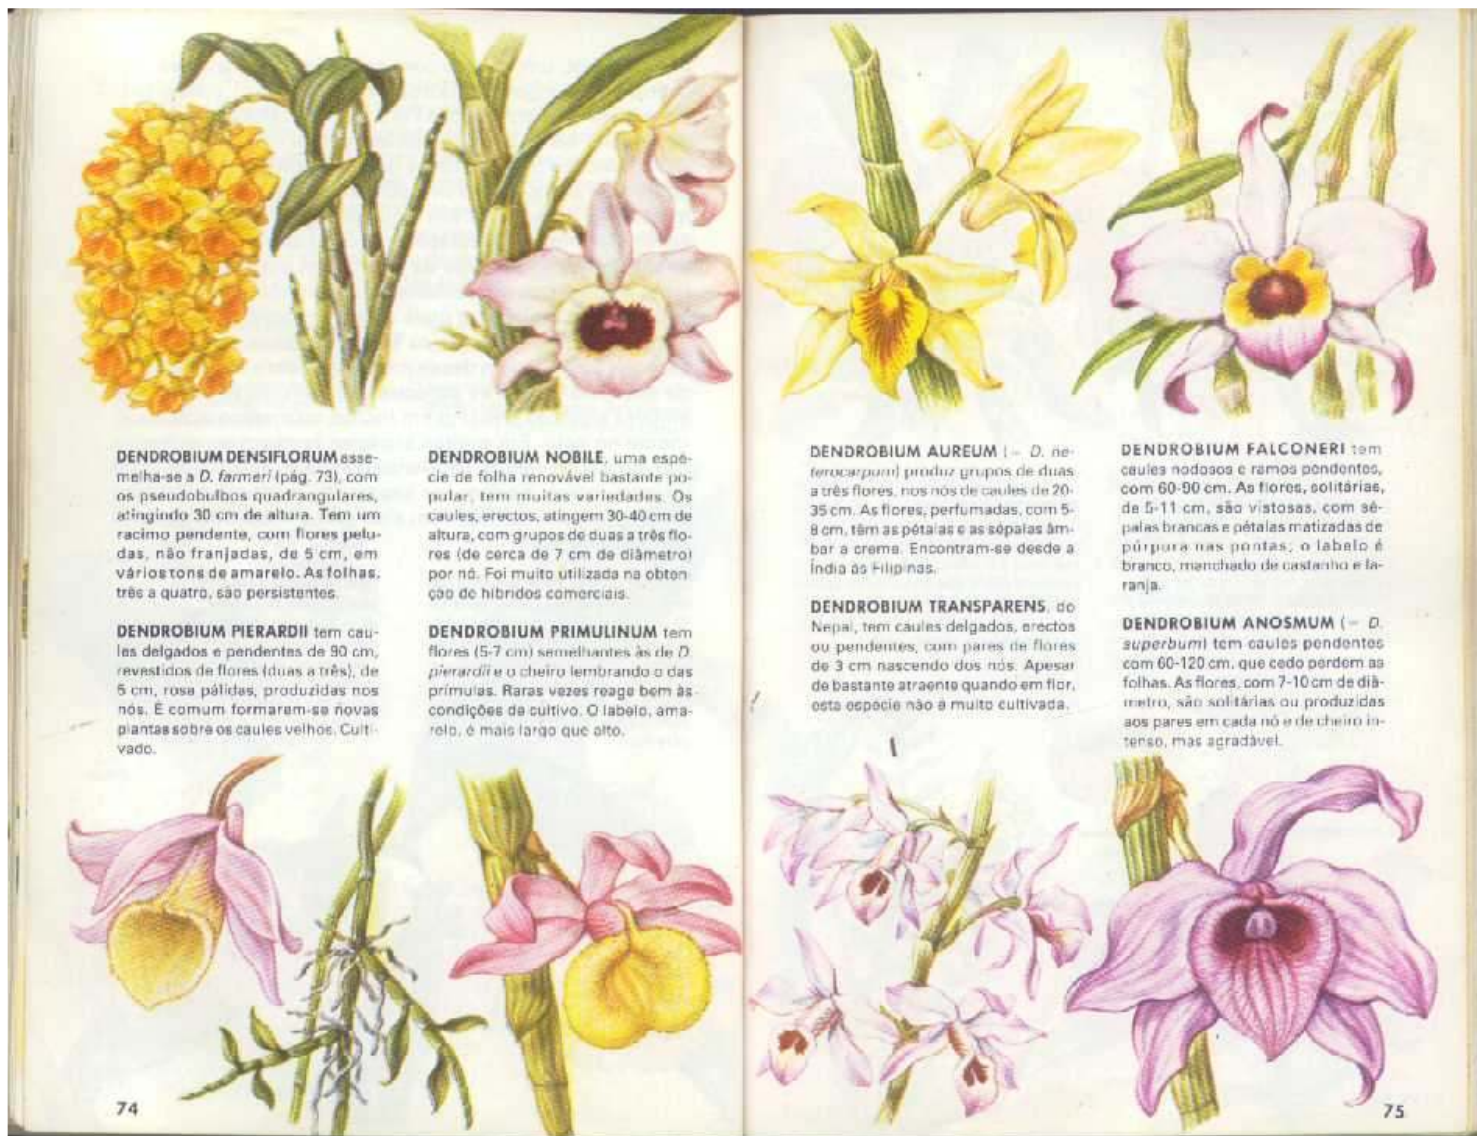 DENDROBIUM DENSIFLORUM asse-
melha-se a D. farmeri (pág. 73), com
os pseudobulbos quadrangulares,
atingindo 30 cm de altura. Tem um
racimo pendente, com flores pelu-
das, não franjadas, de 5 cm, em
vários tons de amarelo. As folhas,
três a quatro, são persistentes.
DENDROBIUM PIERARDII tem cau-
les delgados e pendentes de 90 cm,
revestidos de flores (duas a três), de
5 cm, rosa pálidas, produzidas nos
nós. É comum formarem-se novas
plantas sobre os caules velhos. Culti-
vado.
DENDROBIUM NOBILE, uma espé-
cie de folha renovável bastante po-
pular, tem muitas variedades. Os
caules, erectos, atingem 30-40 cm de
altura, com grupos de duas a três flo-
res (de cerca de 7 cm de diâmetro)
por nó. Foi muito utilizada na obten-
ção de híbridos comerciais.
DENDROBIUM PRIMULINUM tem
flores (5-7 cm) semelhantes às de D.
pierardii e o cheiro lembrando o das
prímulas. Raras vezes reage bem às
condições de cultivo. O labelo, ama-
relo, é mais largo que alto.
74
DENDROBIUM AUREUM (= D. he-
terocarpum) produz grupos de duas
a três flores, nos nós de caules de 20-
35 cm. As flores, perfumadas, com 5-
8 cm, têm as pétalas e as sépalas âm-
bar a creme. Encontram-se desde a
Índia às Filipinas.
DENDROBIUM TRANSPARENS, do
Nepal, tem caules delgados, erectos
ou pendentes, com pares de flores
de 3 cm nascendo dos nós. Apesar
de bastante atraente quando em flor,
esta espécie não é muito cultivada.
DENDROBIUM FALCONERI tem
caules nodosos e ramos pendentes,
com 60-90 cm. As flores, solitárias,
de 5-11 cm, são vistosas, com sé-
palas brancas e pétalas matizadas de
púrpura nas pontas; o labelo é
branco, manchado de castanho e la-
ranja.
DENDROBIUM ANOSMUM (= D.
superbum) tem caules pendentes
com 60-120 cm, que cedo perdem as
folhas. As flores, com 7-10 cm de diâ-
metro, são solitárias ou produzidas
aos pares em cada nó e de cheiro in-
tenso, mas agradável.
75